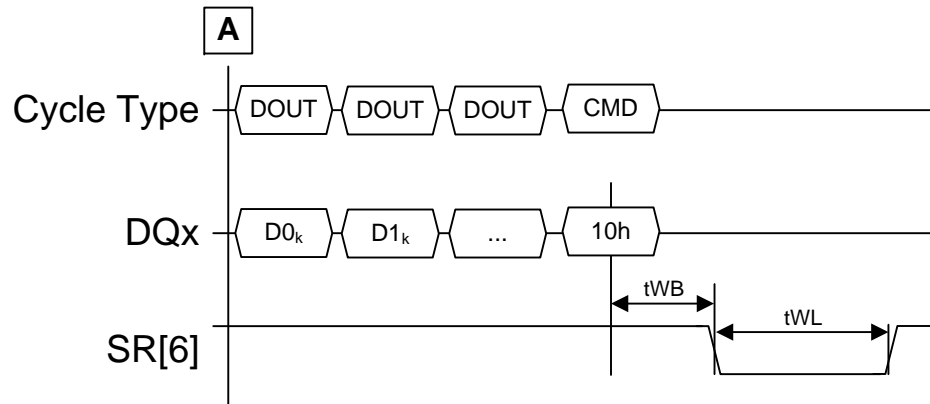 A
Cycle Type DOUT DOUT DOUT CMD
DQx D0k D1k ... 10h
tWB
tWL
SR[6]